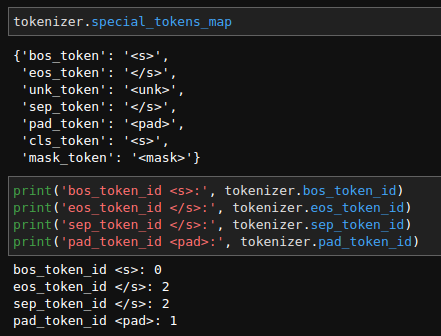 tokenizer.special_tokens_map
{'bos_token': '<s>',
 'eos_token': '</s>',
 'unk_token': '<unk>',
 'sep_token': '</s>',
 'pad_token': '<pad>',
 'cls_token': '<s>',
 'mask_token': '<mask>'}
print('bos_token_id <s>:', tokenizer.bos_token_id)
print('eos_token_id </s>:', tokenizer.eos_token_id)
print('sep_token_id </s>:', tokenizer.sep_token_id)
print('pad_token_id <pad>:', tokenizer.pad_token_id)
bos_token_id <s>: 0
eos_token_id </s>: 2
sep_token_id </s>: 2
pad_token_id <pad>: 1